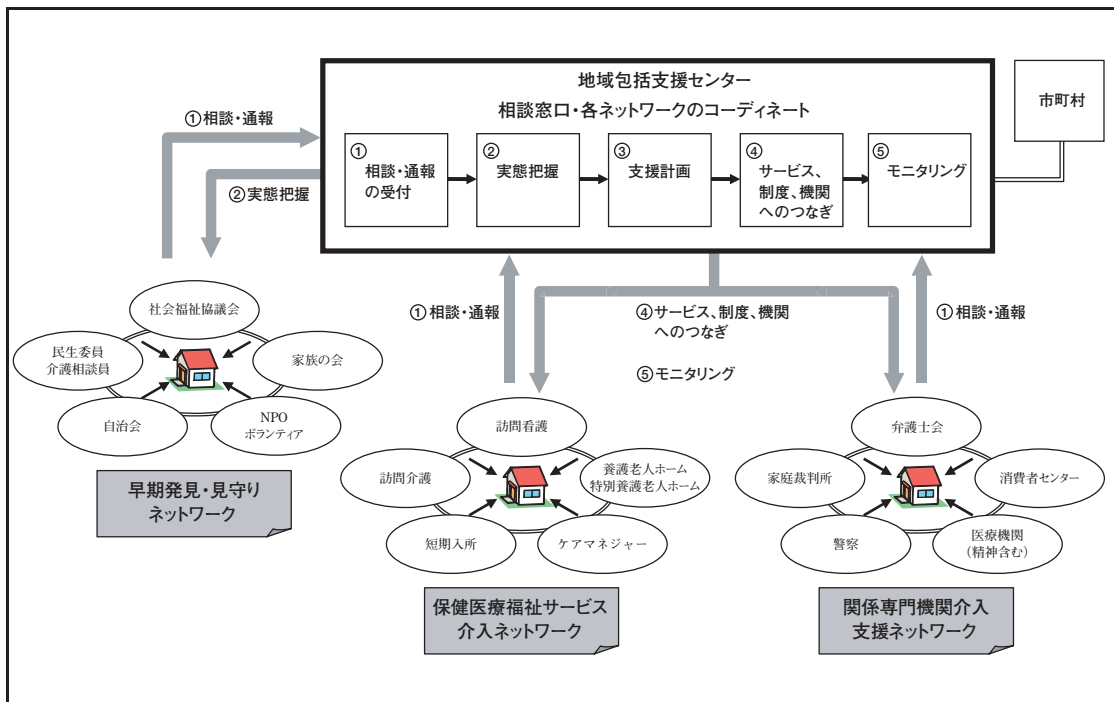 地域包括支援センター
相談窓口・各ネットワークのコーディネート
市町村
①相談・通報
②実態把握
①
相談・通報
の受付
②
実態把握
③
支援計画
④
サービス、
制度、機関
へのつなぎ
⑤
モニタリング
①相談・通報
④サービス、制度、機関
へのつなぎ
⑤モニタリング
①相談・通報
社会福祉協議会
民生委員
介護相談員
家族の会
自治会
NPO
ボランティア
早期発見・見守り
ネットワーク
訪問看護
訪問介護
養護老人ホーム
特別養護老人ホーム
短期入所
ケアマネジャー
保健医療福祉サービス
介入ネットワーク
弁護士会
家庭裁判所
消費者センター
警察
医療機関
(精神含む)
関係専門機関介入
支援ネットワーク